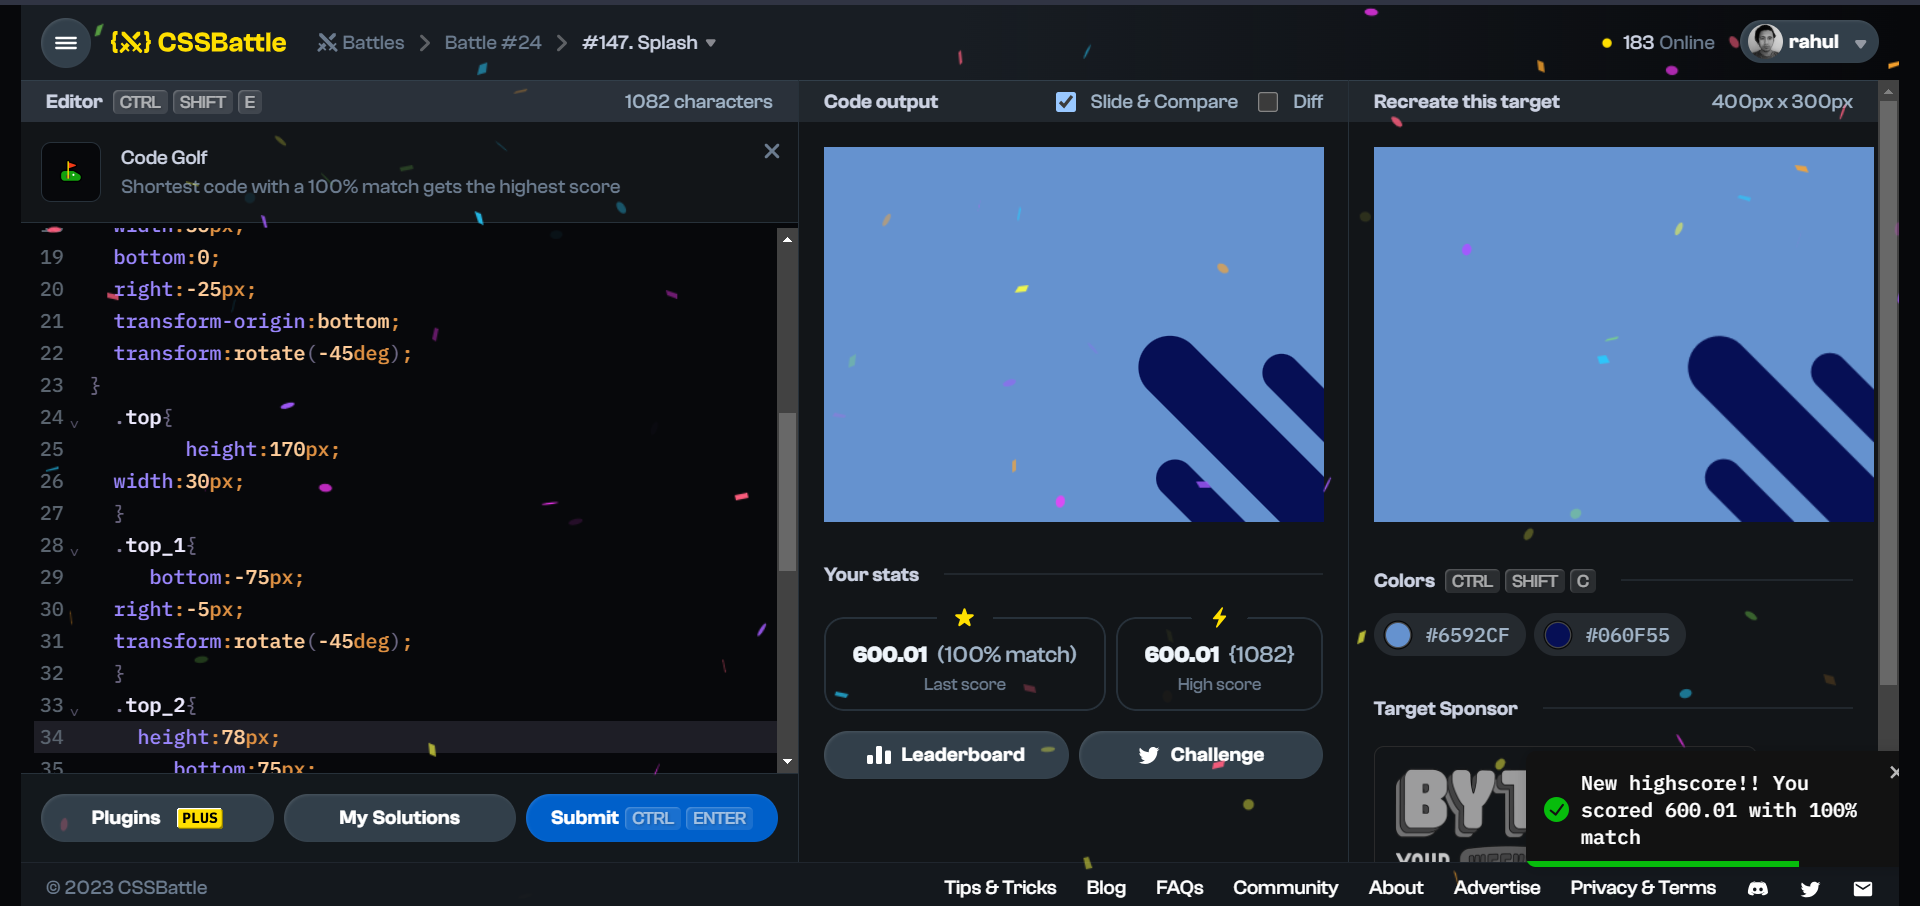 CSSBattle
Battles
Battle #24
#147. Splash
183 Online
rahul
Editor CTRL SHIFT E
1082 characters
Code output
Slide & Compare
Diff
Recreate this target
400px x 300px
Code Golf
Shortest code with a 100% match gets the highest score
19 bottom:0;
20 right:-25px;
21 transform-origin:bottom;
22 transform:rotate(-45deg);
23 }
24 .top{
25 height:170px;
26 width:30px;
27 }
28 .top_1{
29 bottom:-75px;
30 right:-5px;
31 transform:rotate(-45deg);
32 }
33 .top_2{
34 height:78px;
35 bottom:75px;
Plugins PLUS
My Solutions
Submit CTRL ENTER
Your stats
600.01 (100% match)
Last score
600.01 {1082}
High score
Leaderboard
Challenge
Colors CTRL SHIFT C
#6592CF
#060F55
Target Sponsor
YOUR
New highscore!! You
scored 600.01 with 100%
match
© 2023 CSSBattle
Tips & Tricks
Blog
FAQs
Community
About
Advertise
Privacy & Terms